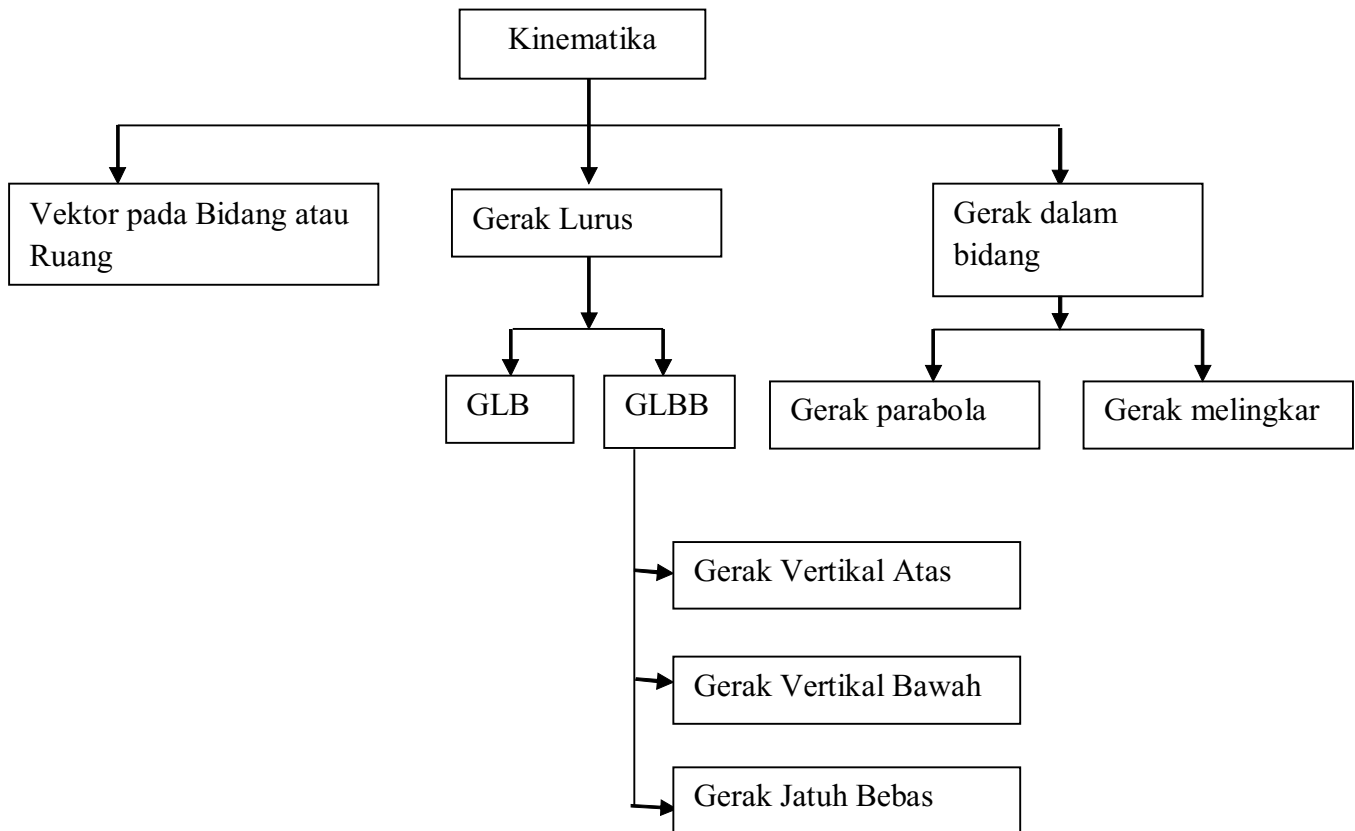 Kinematika
Vektor pada Bidang atau
Ruang
Gerak Lurus
Gerak dalam
bidang
GLB
GLBB
Gerak parabola
Gerak melingkar
Gerak Vertikal Atas
Gerak Vertikal Bawah
Gerak Jatuh Bebas